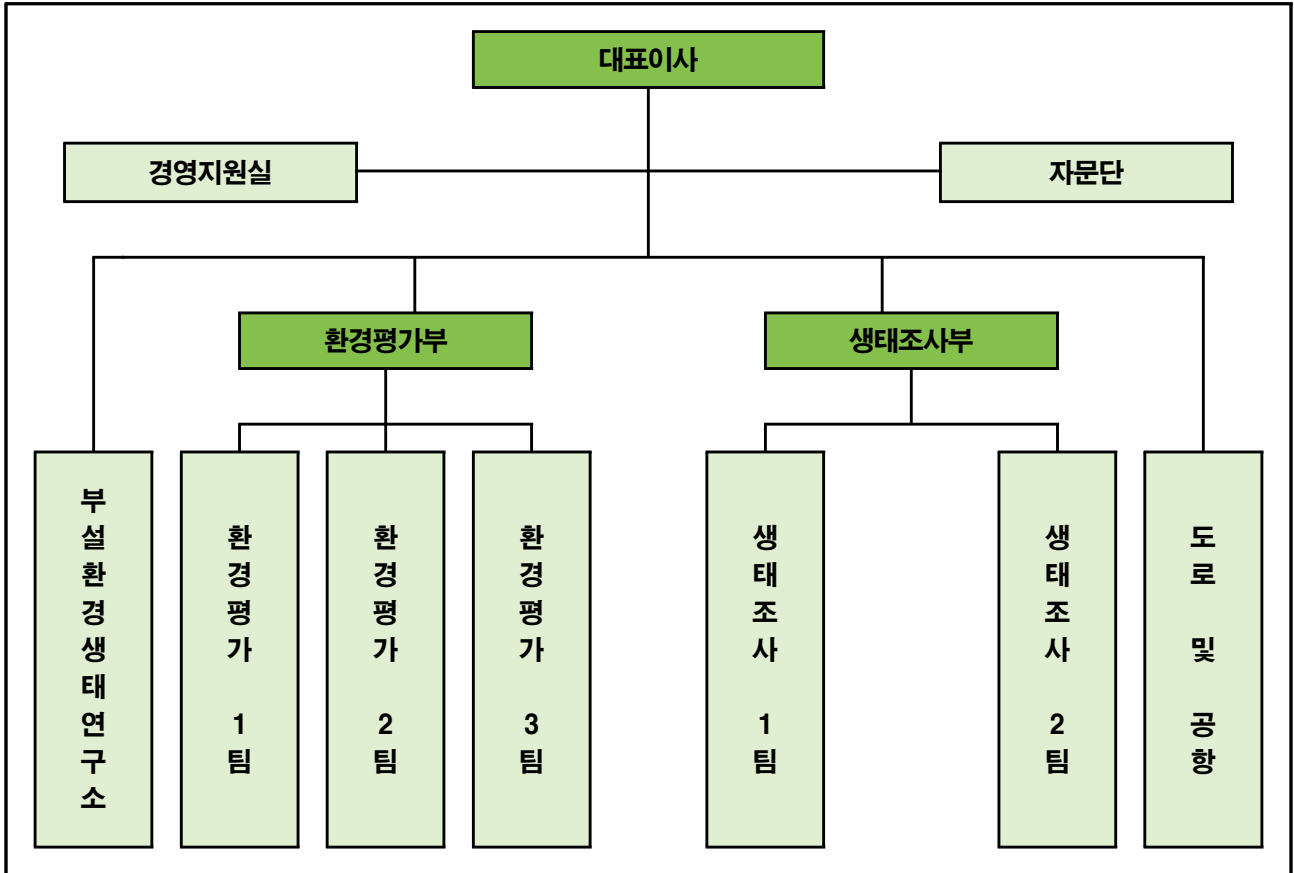 대표이사
경영지원실
자문단
환경평가부
생태조사부
부설환경생태연구소
환경평가 1팀
환경평가 2팀
환경평가 3팀
생태조사 1팀
생태조사 2팀
도로 및 공항